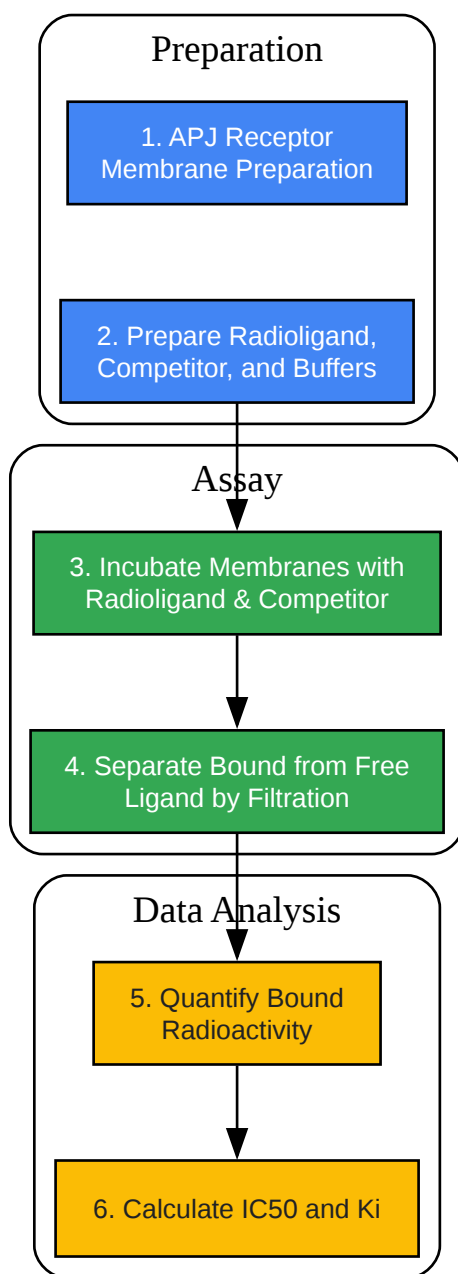 Preparation
1. APJ Receptor
Membrane Preparation
2. Prepare Radioligand,
Competitor, and Buffers
Assay
3. Incubate Membranes with
Radioligand & Competitor
4. Separate Bound from Free
Ligand by Filtration
Data Analysis
5. Quantify Bound
Radioactivity
6. Calculate IC50 and Ki